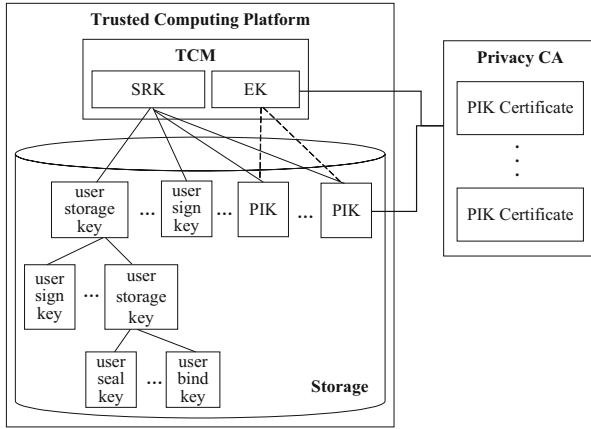 Trusted Computing Platform
TCM
SRK
EK
Privacy CA
PIK Certificate
.
.
.
PIK Certificate
user
storage
key
...
user
sign
key
...
PIK
...
PIK
user
sign
key
...
user
storage
key
user
seal
key
...
user
bind
key
Storage